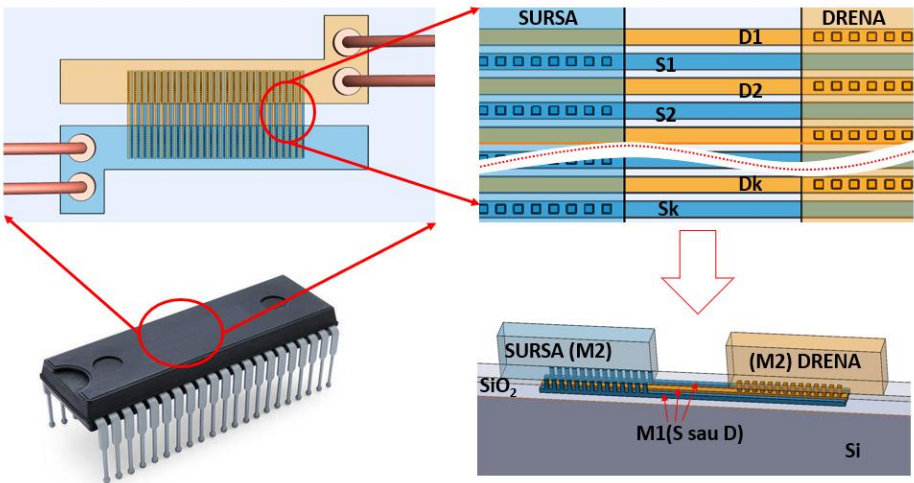 SURSA
DRENA
D1
S1
D2
S2
Dk
Sk
SURSA (M2)
(M2) DRENA
SiO₂
M1(S sau D)
Si